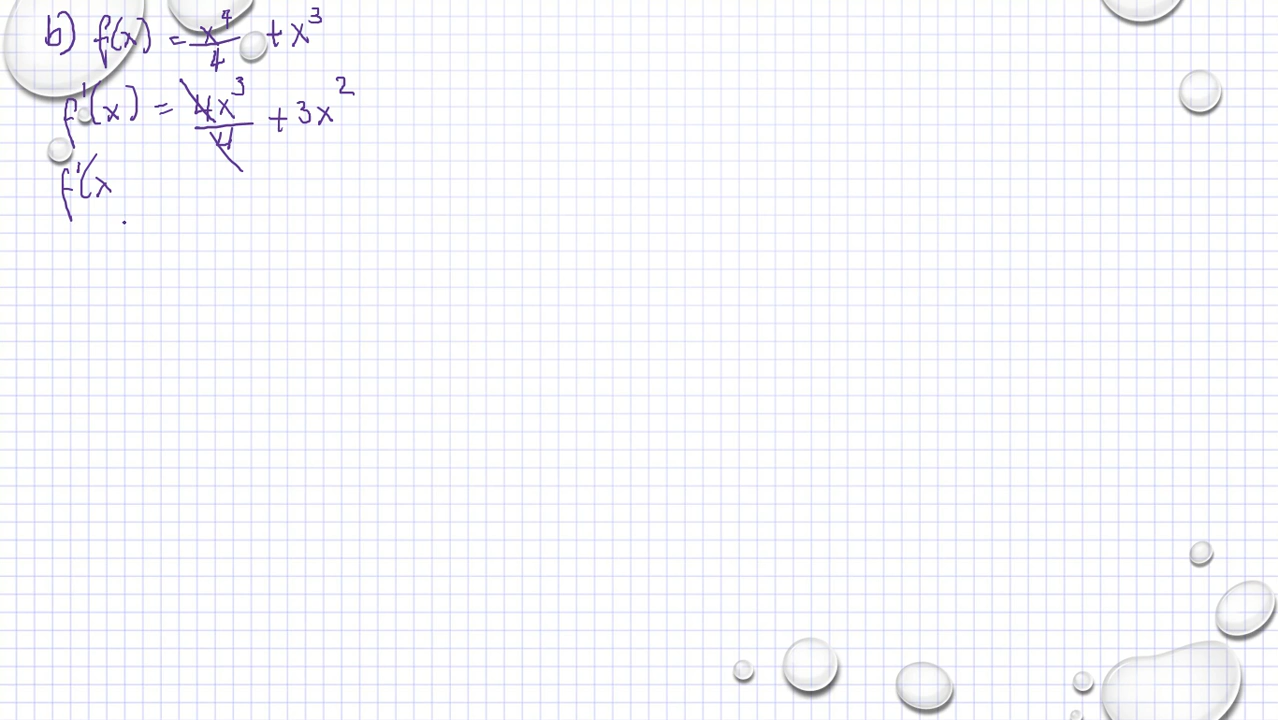 b) f(x) = x⁴/4 + x³
f'(x) = 4x³/4 + 3x²
f'(x